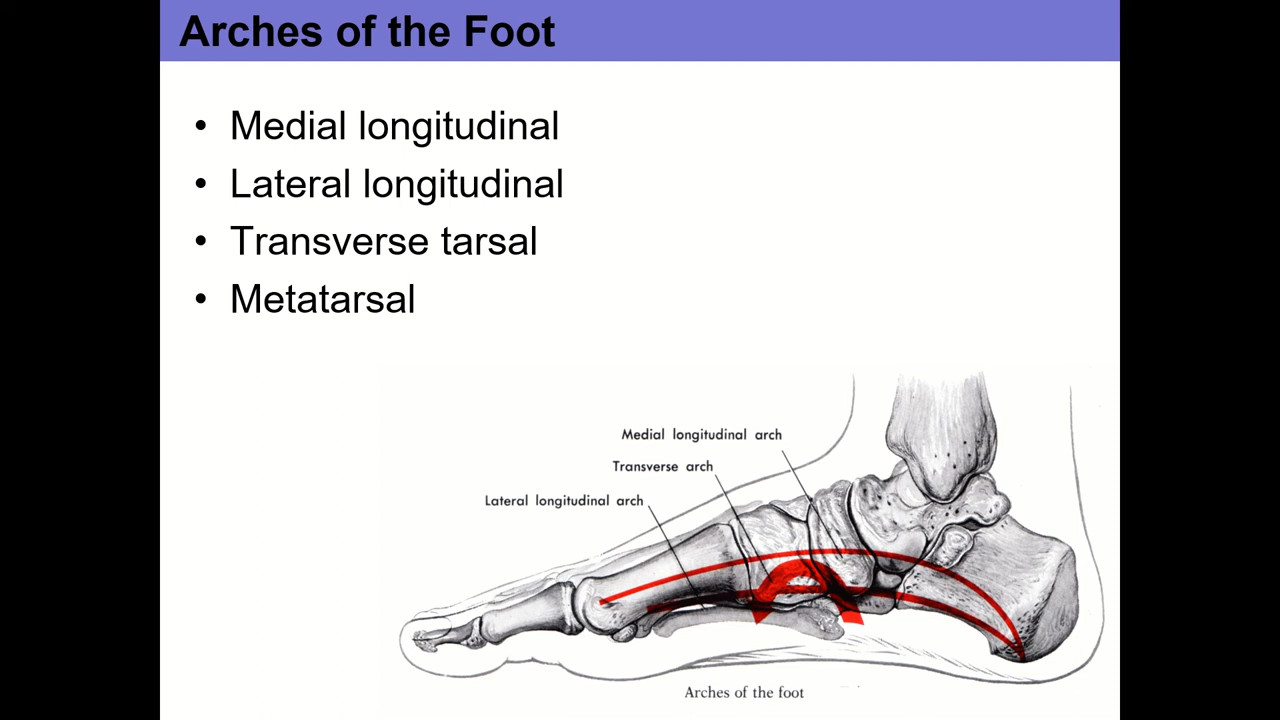 Arches of the Foot
• Medial longitudinal
• Lateral longitudinal
• Transverse tarsal
• Metatarsal
Medial longitudinal arch
Transverse arch
Lateral longitudinal arch
Arches of the foot